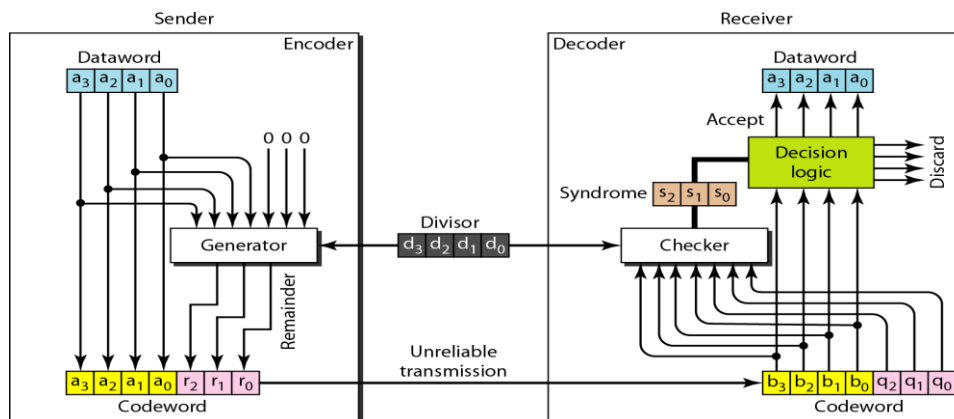 Sender
Receiver
Encoder
Decoder
Dataword
Dataword
a3 a2 a1 a0
a3 a2 a1 a0
0 0 0
Accept
Decision
logic
Discard
Syndrome
s2 s1 s0
Divisor
Generator
d3 d2 d1 d0
Checker
Remainder
Unreliable
transmission
a3 a2 a1 a0 r2 r1 r0
b3 b2 b1 b0 q2 q1 q0
Codeword
Codeword